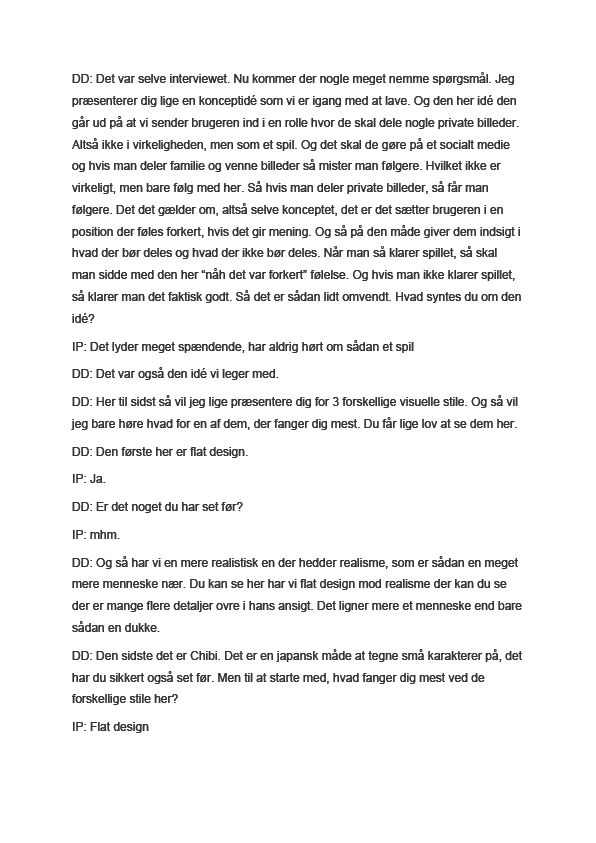 DD: Det var selve interviewet. Nu kommer der nogle meget nemme spørgsmål. Jeg
præsenterer dig lige en konceptidé som vi er igang med at lave. Og den her idé den
går ud på at vi sender brugeren ind i en rolle hvor de skal dele nogle private billeder.
Altså ikke i virkeligheden, men som et spil. Og det skal de gøre på et socialt medie
og hvis man deler familie og venne billeder så mister man følgere. Hvilket ikke er
virkeligt, men bare følg med her. Så hvis man deler private billeder, så får man
følgere. Det det gælder om, altså selve konceptet, det er det sætter brugeren i en
position der føles forkert, hvis det gir mening. Og så på den måde giver dem indsigt i
hvad der bør deles og hvad der ikke bør deles. Når man så klarer spillet, så skal
man sidde med den her “nåh det var forkert” følelse. Og hvis man ikke klarer spillet,
så klarer man det faktisk godt. Så det er sådan lidt omvendt. Hvad syntes du om den
idé?
IP: Det lyder meget spændende, har aldrig hørt om sådan et spil
DD: Det var også den idé vi leger med.
DD: Her til sidst så vil jeg lige præsentere dig for 3 forskellige visuelle stile. Og så vil
jeg bare høre hvad for en af dem, der fanger dig mest. Du får lige lov at se dem her.
DD: Den første her er flat design.
IP: Ja.
DD: Er det noget du har set før?
IP: mhm.
DD: Og så har vi en mere realistisk en der hedder realisme, som er sådan en meget
mere menneske nær. Du kan se her har vi flat design mod realisme der kan du se
der er mange flere detaljer ovre i hans ansigt. Det ligner mere et menneske end bare
sådan en dukke.
DD: Den sidste det er Chibi. Det er en japansk måde at tegne små karakterer på, det
har du sikkert også set før. Men til at starte med, hvad fanger dig mest ved de
forskellige stile her?
IP: Flat design